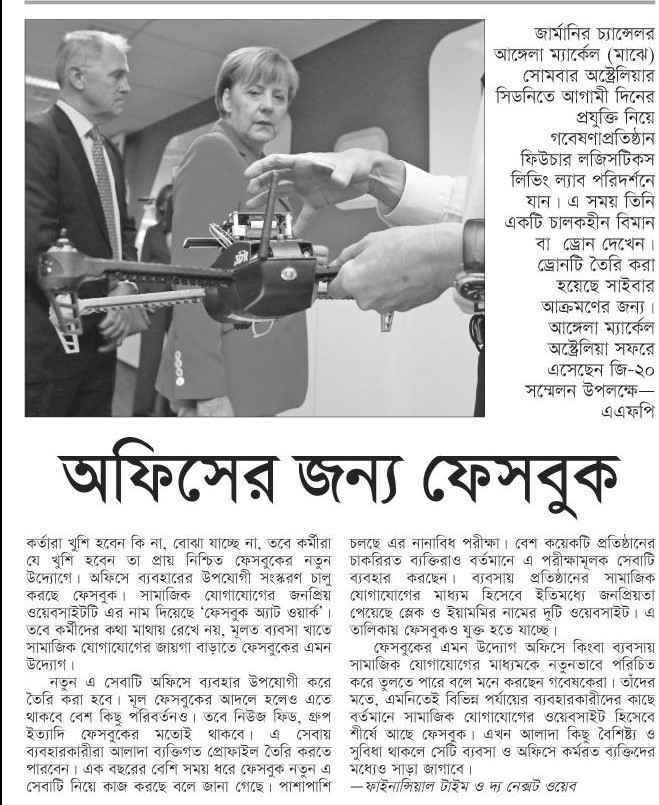 জার্মানির চ্যান্সেলর
আঙ্গেলা ম্যার্কেল (মাঝে)
সোমবার অস্ট্রেলিয়ার
সিডনিতে আগামী দিনের
প্রযুক্তি নিয়ে
গবেষণাপ্রতিষ্ঠান
ফিউচার লজিসটিকস
লিভিং ল্যাব পরিদর্শনে
যান। এ সময় তিনি
একটি চালকহীন বিমান
বা ড্রোন দেখেন।
ড্রোনটি তৈরি করা
হয়েছে সাইবার
আক্রমণের জন্য।
আঙ্গেলা ম্যার্কেল
অস্ট্রেলিয়া সফরে
এসেছেন জি-২০
সম্মেলন উপলক্ষে—
এএফপি
অফিসের জন্য ফেসবুক
কর্তারা খুশি হবেন কি না, বোঝা যাচ্ছে না, তবে কর্মীরা
যে খুশি হবেন তা প্রায় নিশ্চিত ফেসবুকের নতুন
উদ্যোগে। অফিসে ব্যবহারের উপযোগী সংস্করণ চালু
করছে ফেসবুক। সামাজিক যোগাযোগের জনপ্রিয়
ওয়েবসাইটটি এর নাম দিয়েছে ‘ফেসবুক অ্যাট ওয়ার্ক’।
তবে কর্মীদের কথা মাথায় রেখে নয়, মূলত ব্যবসা খাতে
সামাজিক যোগাযোগের জায়গা বাড়াতে ফেসবুকের এমন
উদ্যোগ।
নতুন এ সেবাটি অফিসে ব্যবহার উপযোগী করে
তৈরি করা হবে। মূল ফেসবুকের আদলে হলেও এতে
থাকবে বেশ কিছু পরিবর্তনও। তবে নিউজ ফিড, গ্রুপ
ইত্যাদি ফেসবুকের মতোই থাকবে। এ সেবায়
ব্যবহারকারীরা আলাদা ব্যক্তিগত প্রোফাইল তৈরি করতে
পারবেন। এক বছরের বেশি সময় ধরে ফেসবুক নতুন এ
সেবাটি নিয়ে কাজ করছে বলে জানা গেছে। পাশাপাশি
চলছে এর নানাবিধ পরীক্ষা। বেশ কয়েকটি প্রতিষ্ঠানের
চাকরিরত ব্যক্তিরাও বর্তমানে এ পরীক্ষামূলক সেবাটি
ব্যবহার করছেন। ব্যবসায় প্রতিষ্ঠানের সামাজিক
যোগাযোগের মাধ্যম হিসেবে ইতিমধ্যে জনপ্রিয়তা
পেয়েছে স্লেক ও ইয়ামমির নামের দুটি ওয়েবসাইট। এ
তালিকায় ফেসবুকও যুক্ত হতে যাচ্ছে।
ফেসবুকের এমন উদ্যোগ অফিসে কিংবা ব্যবসায়
সামাজিক যোগাযোগের মাধ্যমকে নতুনভাবে পরিচিত
করে তুলতে পারে বলে মনে করছেন গবেষকেরা। তাঁদের
মতে, এমনিতেই বিভিন্ন পর্যায়ের ব্যবহারকারীদের কাছে
বর্তমানে সামাজিক যোগাযোগের ওয়েবসাইট হিসেবে
শীর্ষে আছে ফেসবুক। এখন আলাদা কিছু বৈশিষ্ট্য ও
সুবিধা থাকলে সেটি ব্যবসা ও অফিসে কর্মরত ব্যক্তিদের
মধ্যেও সাড়া জাগাবে।
—ফাইনান্সিয়াল টাইম ও দ্য নেক্সট ওয়েব